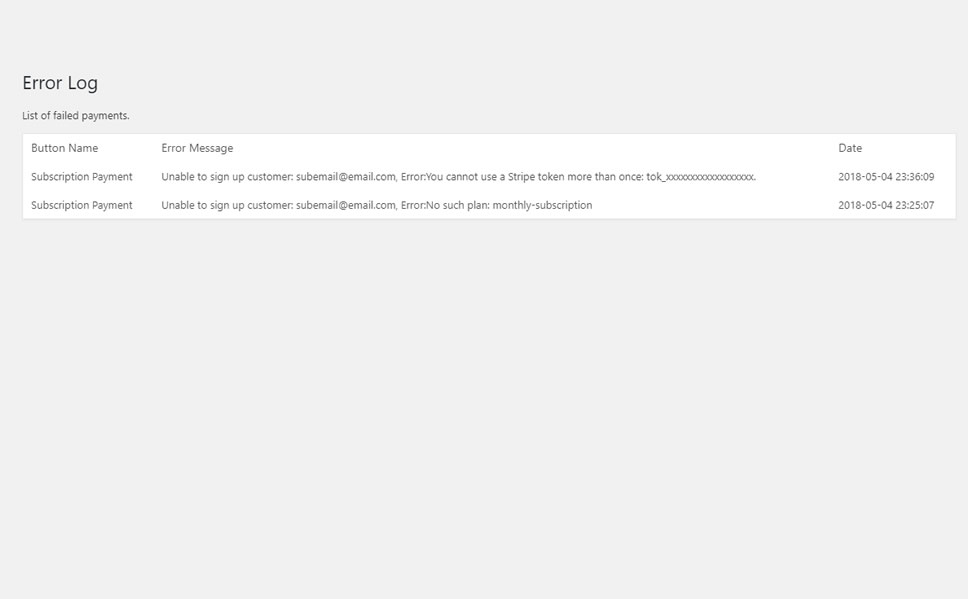 Error Log
List of failed payments.
Button Name Error Message Date
Subscription Payment Unable to sign up customer: subemail@email.com, Error:You cannot use a Stripe token more than once: tok_xxxxxxxxxxxxxxxxxx. 2018-05-04 23:36:09
Subscription Payment Unable to sign up customer: subemail@email.com, Error:No such plan: monthly-subscription 2018-05-04 23:25:07